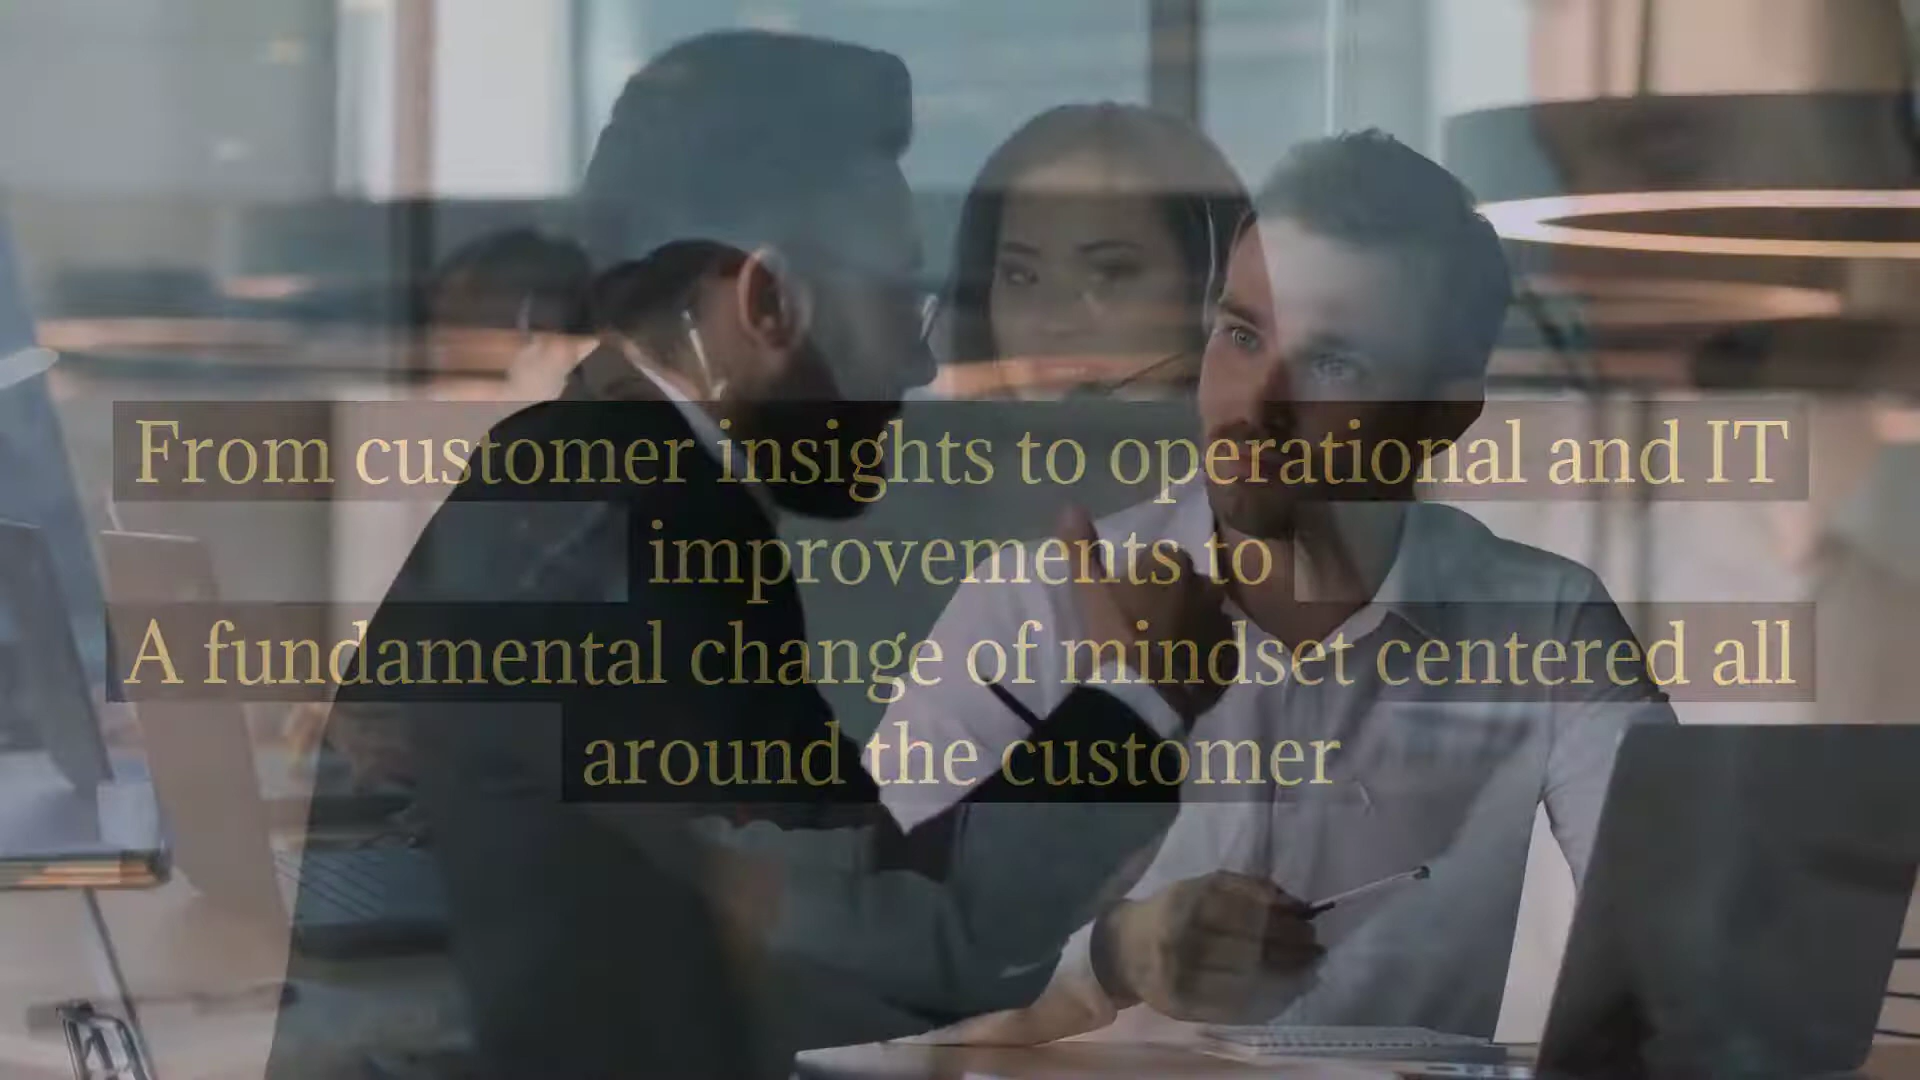 From customer insights to operational and IT
improvements to
A fundamental change of mindset centered all
around the customer